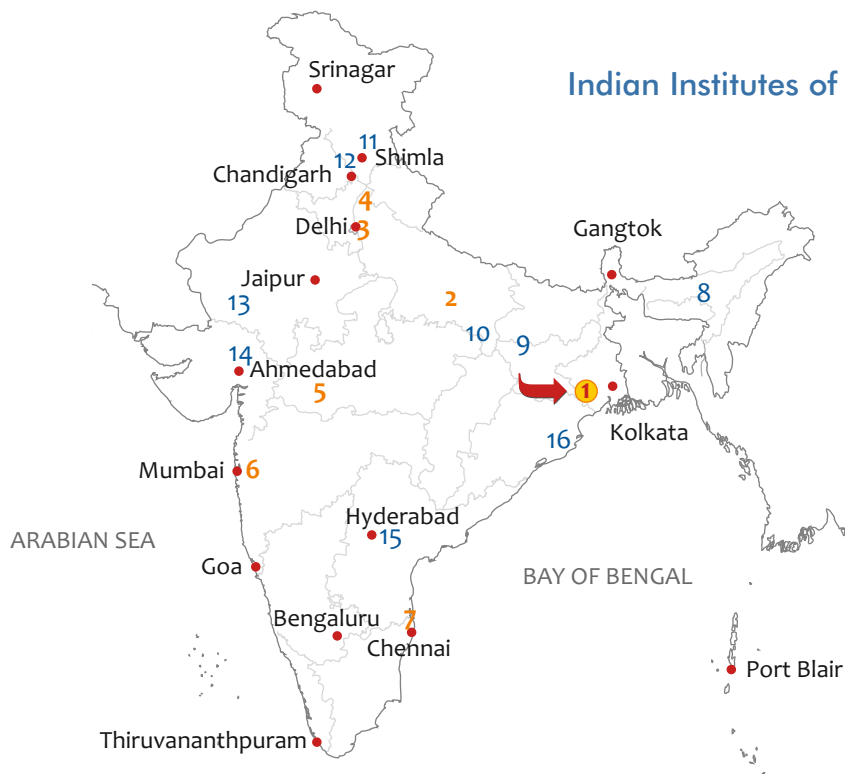 Srinagar
Indian Institutes of
11
12
Shimla
Chandigarh
4
Delhi
3
Gangtok
Jaipur
13
2
8
10
9
14
Ahmedabad
5
1
Kolkata
16
Mumbai
6
Hyderabad
15
ARABIAN SEA
Goa
BAY OF BENGAL
Bengaluru
7
Chennai
Port Blair
Thiruvananthpuram